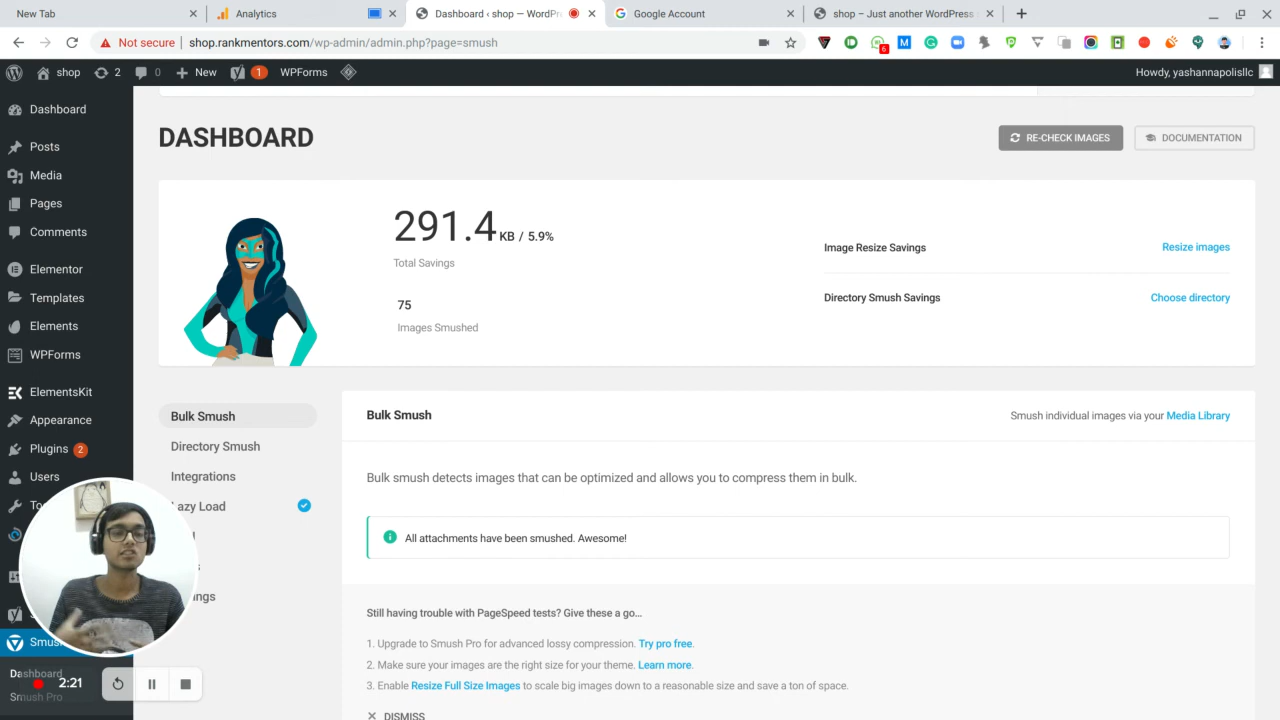 New Tab
Analytics
Dashboard ‹ shop — WordPr
Google Account
shop – Just another WordPress
Not secure
shop.rankmentors.com/wp-admin/admin.php?page=smush
6
shop
2
0
New
1
WPForms
Howdy, yashannapolisllc
Dashboard
Posts
Media
Pages
Comments
Elementor
Templates
Elements
WPForms
ElementsKit
Appearance
Plugins 2
Users
Smush
Dashboard
Smush Pro
2:21
DASHBOARD
RE-CHECK IMAGES
DOCUMENTATION
291.4 KB / 5.9%
Total Savings
75
Images Smushed
Image Resize Savings
Resize images
Directory Smush Savings
Choose directory
Bulk Smush
Directory Smush
Integrations
Lazy Load
Bulk Smush
Smush individual images via your Media Library
Bulk smush detects images that can be optimized and allows you to compress them in bulk.
All attachments have been smushed. Awesome!
Still having trouble with PageSpeed tests? Give these a go...
1. Upgrade to Smush Pro for advanced lossy compression. Try pro free.
2. Make sure your images are the right size for your theme. Learn more.
3. Enable Resize Full Size Images to scale big images down to a reasonable size and save a ton of space.
DISMISS